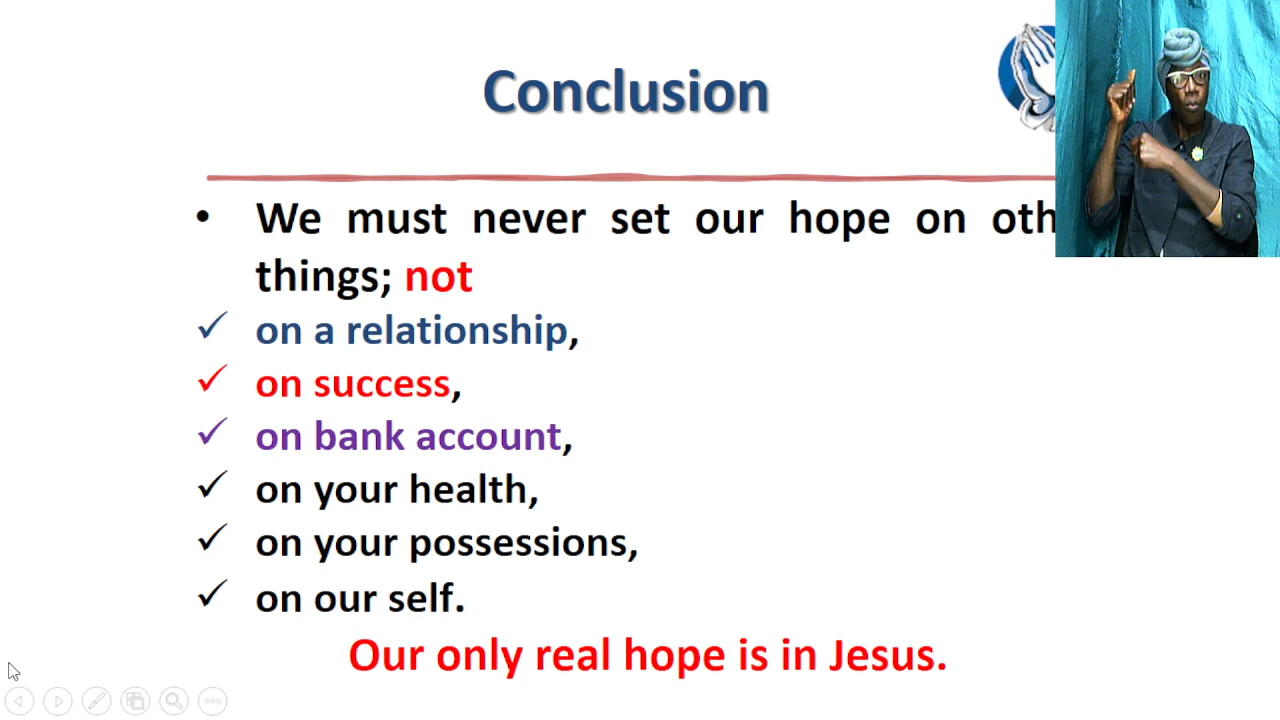 Conclusion
• We must never set our hope on oth
things; not
✓ on a relationship,
✓ on success,
✓ on bank account,
✓ on your health,
✓ on your possessions,
✓ on our self.
Our only real hope is in Jesus.